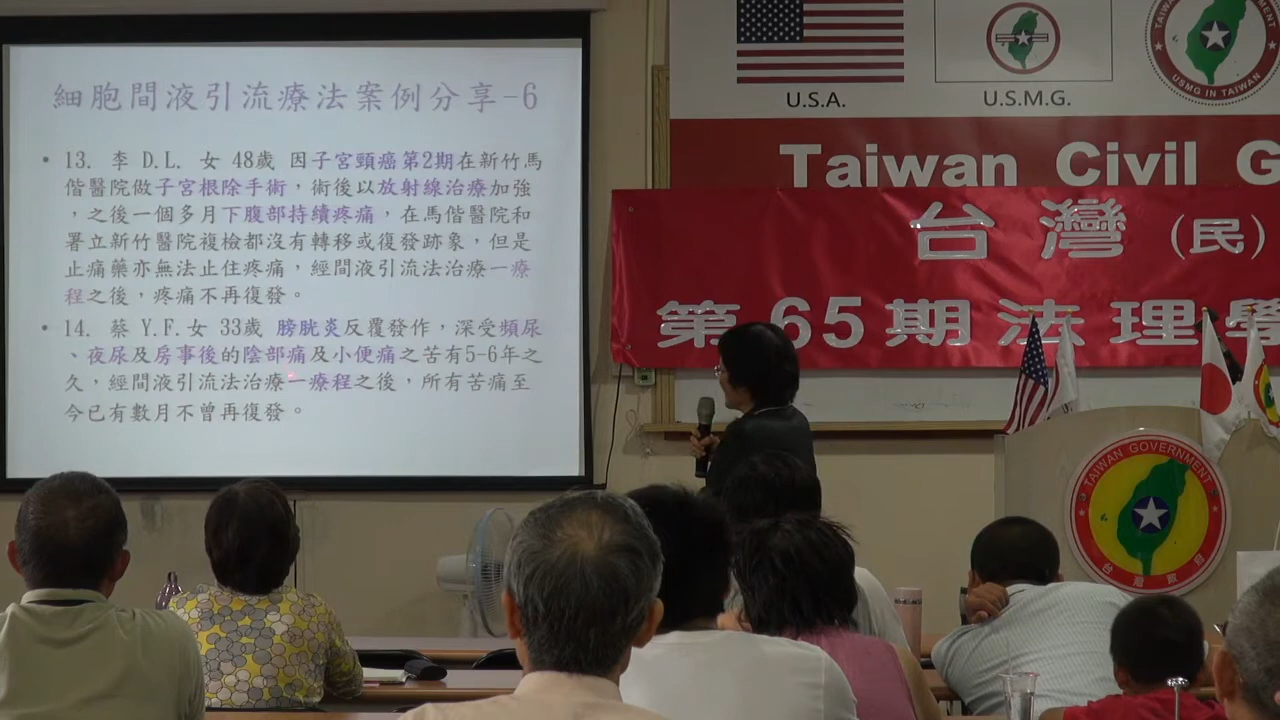 細胞間液引流療法案例分享-6
• 13. 李 D.L. 女 48歲 因子宮頸癌第2期在新竹馬
偕醫院做子宮根除手術，術後以放射線治療加強
，之後一個多月下腹部持續疼痛，在馬偕醫院和
署立新竹醫院複檢都沒有轉移或復發跡象，但是
止痛藥亦無法止住疼痛，經間液引流法治療一療
程之後，疼痛不再復發。
• 14. 蔡 Y.F.女 33歲 膀胱炎反覆發作，深受頻尿
、夜尿及房事後的陰部痛及小便痛之苦有5-6年之
久，經間液引流法治療一療程之後，所有苦痛至
今已有數月不曾再復發。
U.S.A.
U.S.M.G.
USMG IN TAIWAN
Taiwan Civil G
台灣(民)
第65期法理學
TAIWAN GOVERNMENT
台灣政府